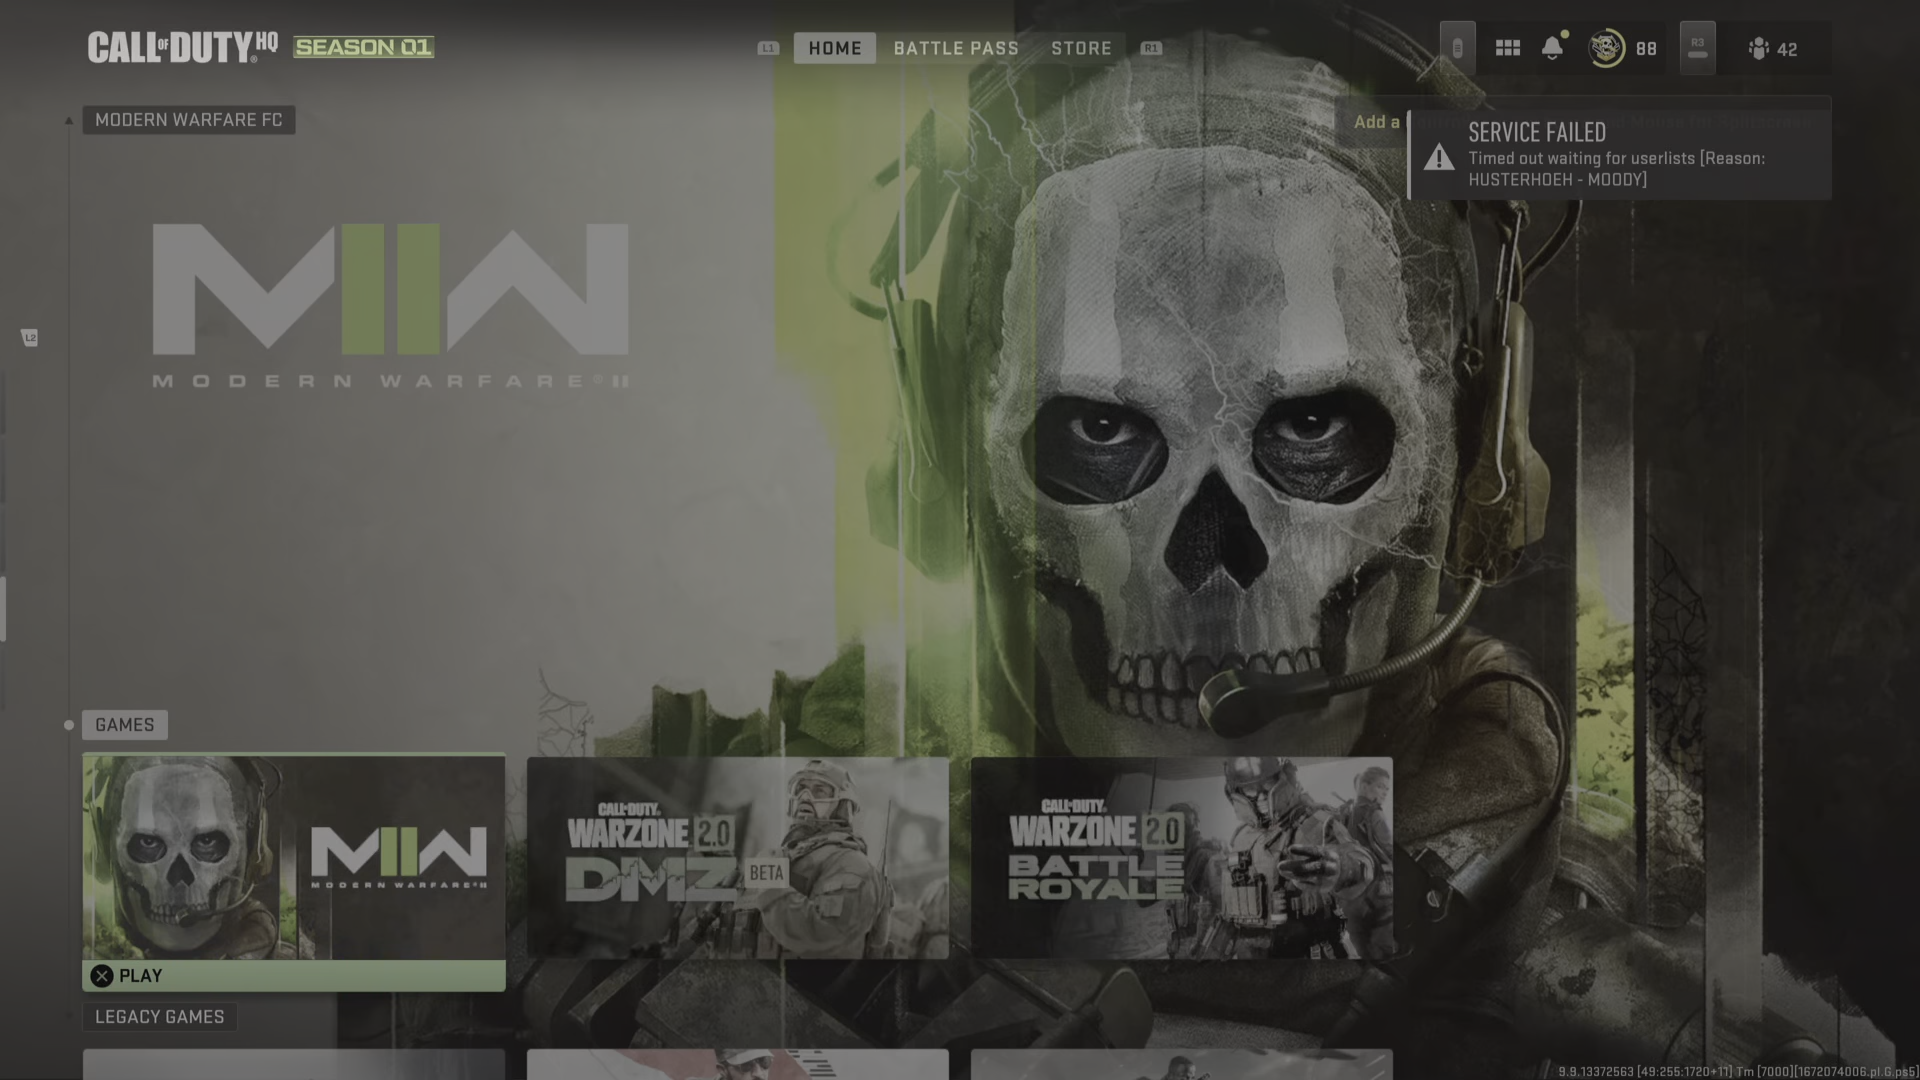 CALL OF DUTY HQ SEASON 01
L1 HOME BATTLE PASS STORE R1
88
R3
42
MODERN WARFARE FC
Add a
SERVICE FAILED
Timed out waiting for userlists [Reason:
HUSTERHOEH - MOODY]
L2
MIIW
MODERN WARFARE® II
GAMES
MIIW
MODERN WARFARE II
CALL OF DUTY
WARZONE 2.0
DMZ BETA
CALL OF DUTY
WARZONE 2.0
BATTLE
ROYALE
PLAY
LEGACY GAMES
9.9.13372563 [49:255:1720+11] Tm [7000][1672074006.pl.G.ps5]